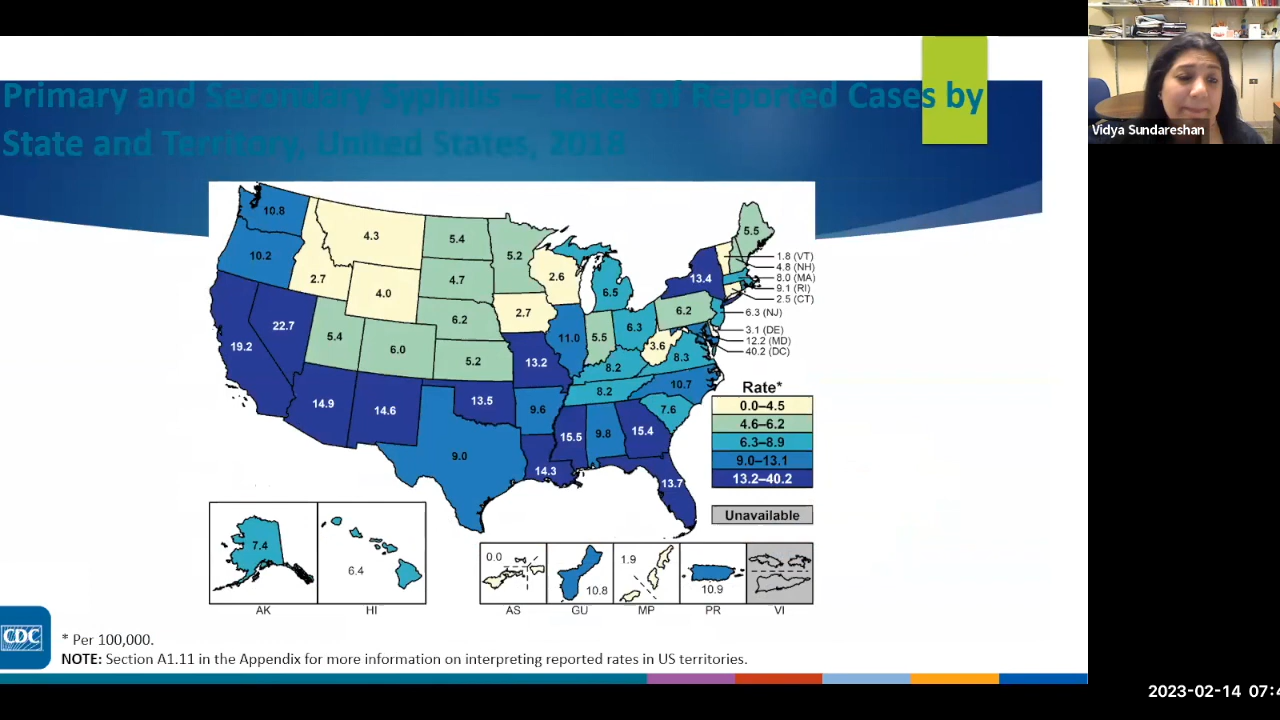 Primary and Secondary Syphilis — Rates of Reported Cases by
State and Territory, United States, 2018
Vidya Sundareshan
10.8
10.2
4.3
2.7
4.0
5.4
4.7
6.2
5.2
2.6
2.7
6.5
13.4
5.5
1.8 (VT)
4.8 (NH)
8.0 (MA)
9.1 (RI)
2.5 (CT)
6.3 (NJ)
3.1 (DE)
12.2 (MD)
40.2 (DC)
19.2
22.7
5.4
6.0
5.2
13.2
11.0
5.5
6.3
6.2
3.6
8.3
8.2
8.2
10.7
7.6
14.9
14.6
13.5
9.6
9.0
14.3
15.5
9.8
15.4
13.7
Rate*
0.0–4.5
4.6–6.2
6.3–8.9
9.0–13.1
13.2–40.2
Unavailable
7.4
6.4
AK
HI
0.0
10.8
1.9
10.9
AS
GU
MP
PR
VI
CDC
* Per 100,000.
NOTE: Section A1.11 in the Appendix for more information on interpreting reported rates in US territories.
2023-02-14 07:4